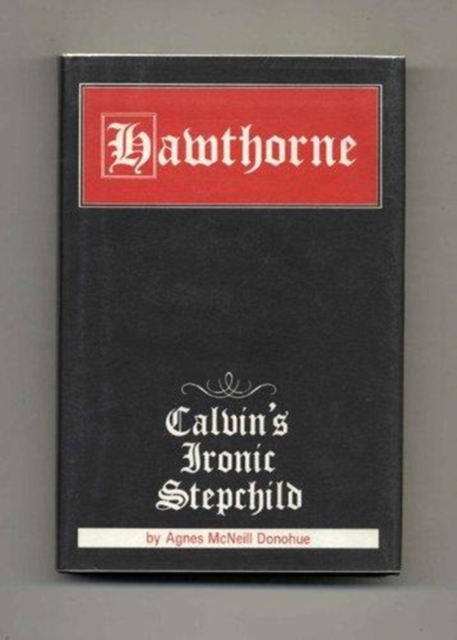 Hawthorne
Calvin's
Ironic
Stepchild
by Agnes McNeill Donohue